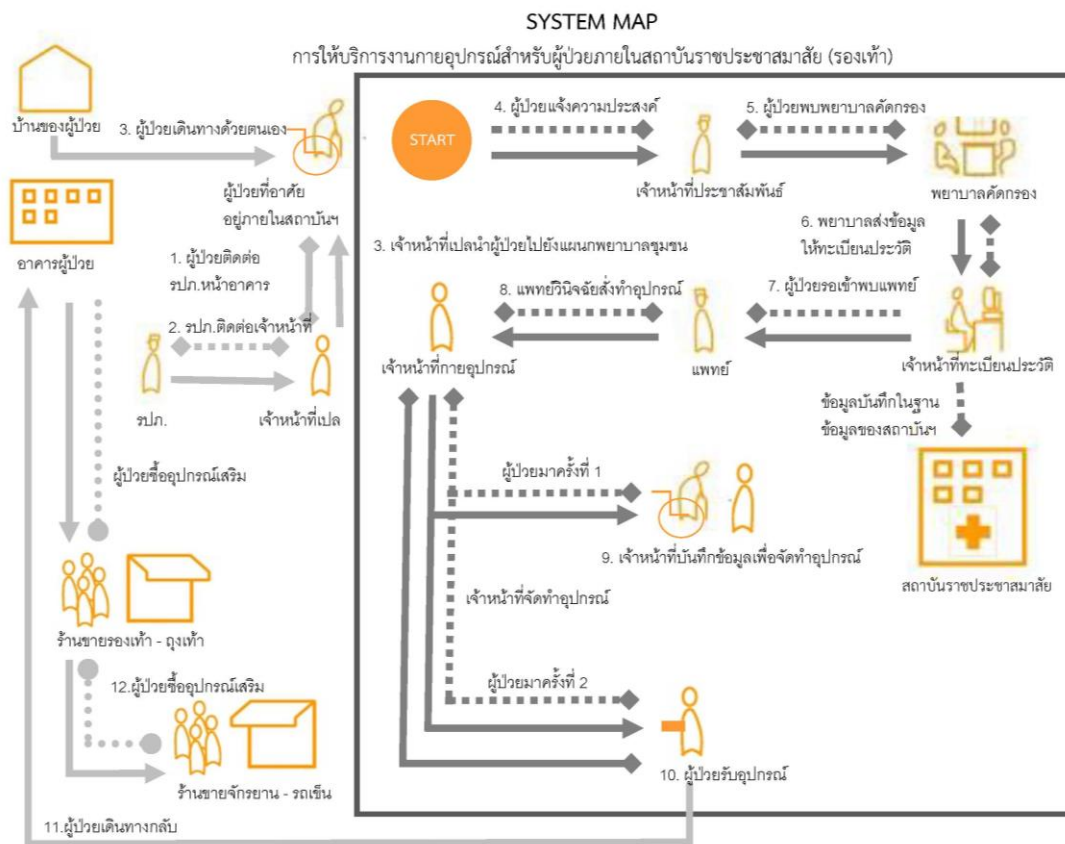 SYSTEM MAP
การให้บริการงานกายอุปกรณ์สำหรับผู้ป่วยภายในสถาบันราชประชาสมาสัย (รองเท้า)
บ้านของผู้ป่วย
3. ผู้ป่วยเดินทางด้วยตนเอง
ผู้ป่วยที่อาศัย
อยู่ภายในสถาบันฯ
อาคารผู้ป่วย
1. ผู้ป่วยติดต่อ
รปภ.หน้าอาคาร
2. รปภ.ติดต่อเจ้าหน้าที่
รปภ.
เจ้าหน้าที่เปล
START
4. ผู้ป่วยแจ้งความประสงค์
เจ้าหน้าที่ประชาสัมพันธ์
5. ผู้ป่วยพบพยาบาลคัดกรอง
พยาบาลคัดกรอง
6. พยาบาลส่งข้อมูล
ให้ทะเบียนประวัติ
3. เจ้าหน้าที่เปลนำผู้ป่วยไปยังแผนกพยาบาลชุมชน
8. แพทย์วินิจฉัยสั่งทำอุปกรณ์
7. ผู้ป่วยรอเข้าพบแพทย์
เจ้าหน้าที่กายอุปกรณ์
แพทย์
เจ้าหน้าที่ทะเบียนประวัติ
ข้อมูลบันทึกในฐาน
ข้อมูลของสถาบันฯ
สถาบันราชประชาสมาสัย
ผู้ป่วยมาครั้งที่ 1
9. เจ้าหน้าที่บันทึกข้อมูลเพื่อจัดทำอุปกรณ์
เจ้าหน้าที่จัดทำอุปกรณ์
ผู้ป่วยมาครั้งที่ 2
10. ผู้ป่วยรับอุปกรณ์
ผู้ป่วยซื้ออุปกรณ์เสริม
ร้านขายรองเท้า - ถุงเท้า
12.ผู้ป่วยซื้ออุปกรณ์เสริม
ร้านขายจักรยาน - รถเข็น
11.ผู้ป่วยเดินทางกลับ